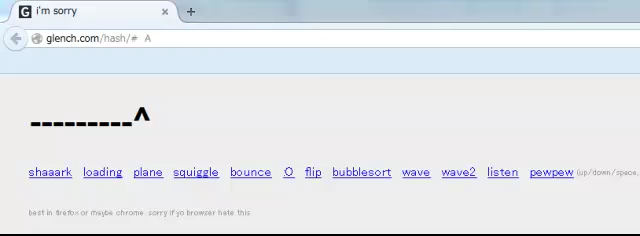 G i'm sorry × +
glench.com/hash/# A
_________^
shaaark loading plane squiggle bounce :O flip bubblesort wave wave2 listen pewpew (up/down/space,
best in firefox or maybe chrome. sorry if yo browser hate this